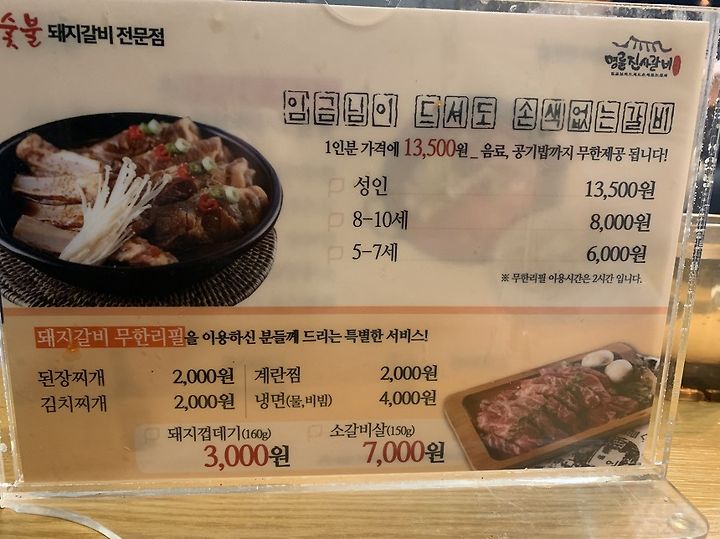 숯불 돼지갈비 전문점
명륜진사갈비
임금님이 드셔도 손색없는갈비
1인분 가격에 13,500원_ 음료, 공기밥까지 무한제공 됩니다!
성인 13,500원
8-10세 8,000원
5-7세 6,000원
※ 무한리필 이용시간은 2시간 입니다.
돼지갈비 무한리필을 이용하신 분들께 드리는 특별한 서비스!
된장찌개 2,000원 계란찜 2,000원
김치찌개 2,000원 냉면(물,비빔) 4,000원
돼지껍데기(160g) 소갈비살(150g)
3,000원 7,000원